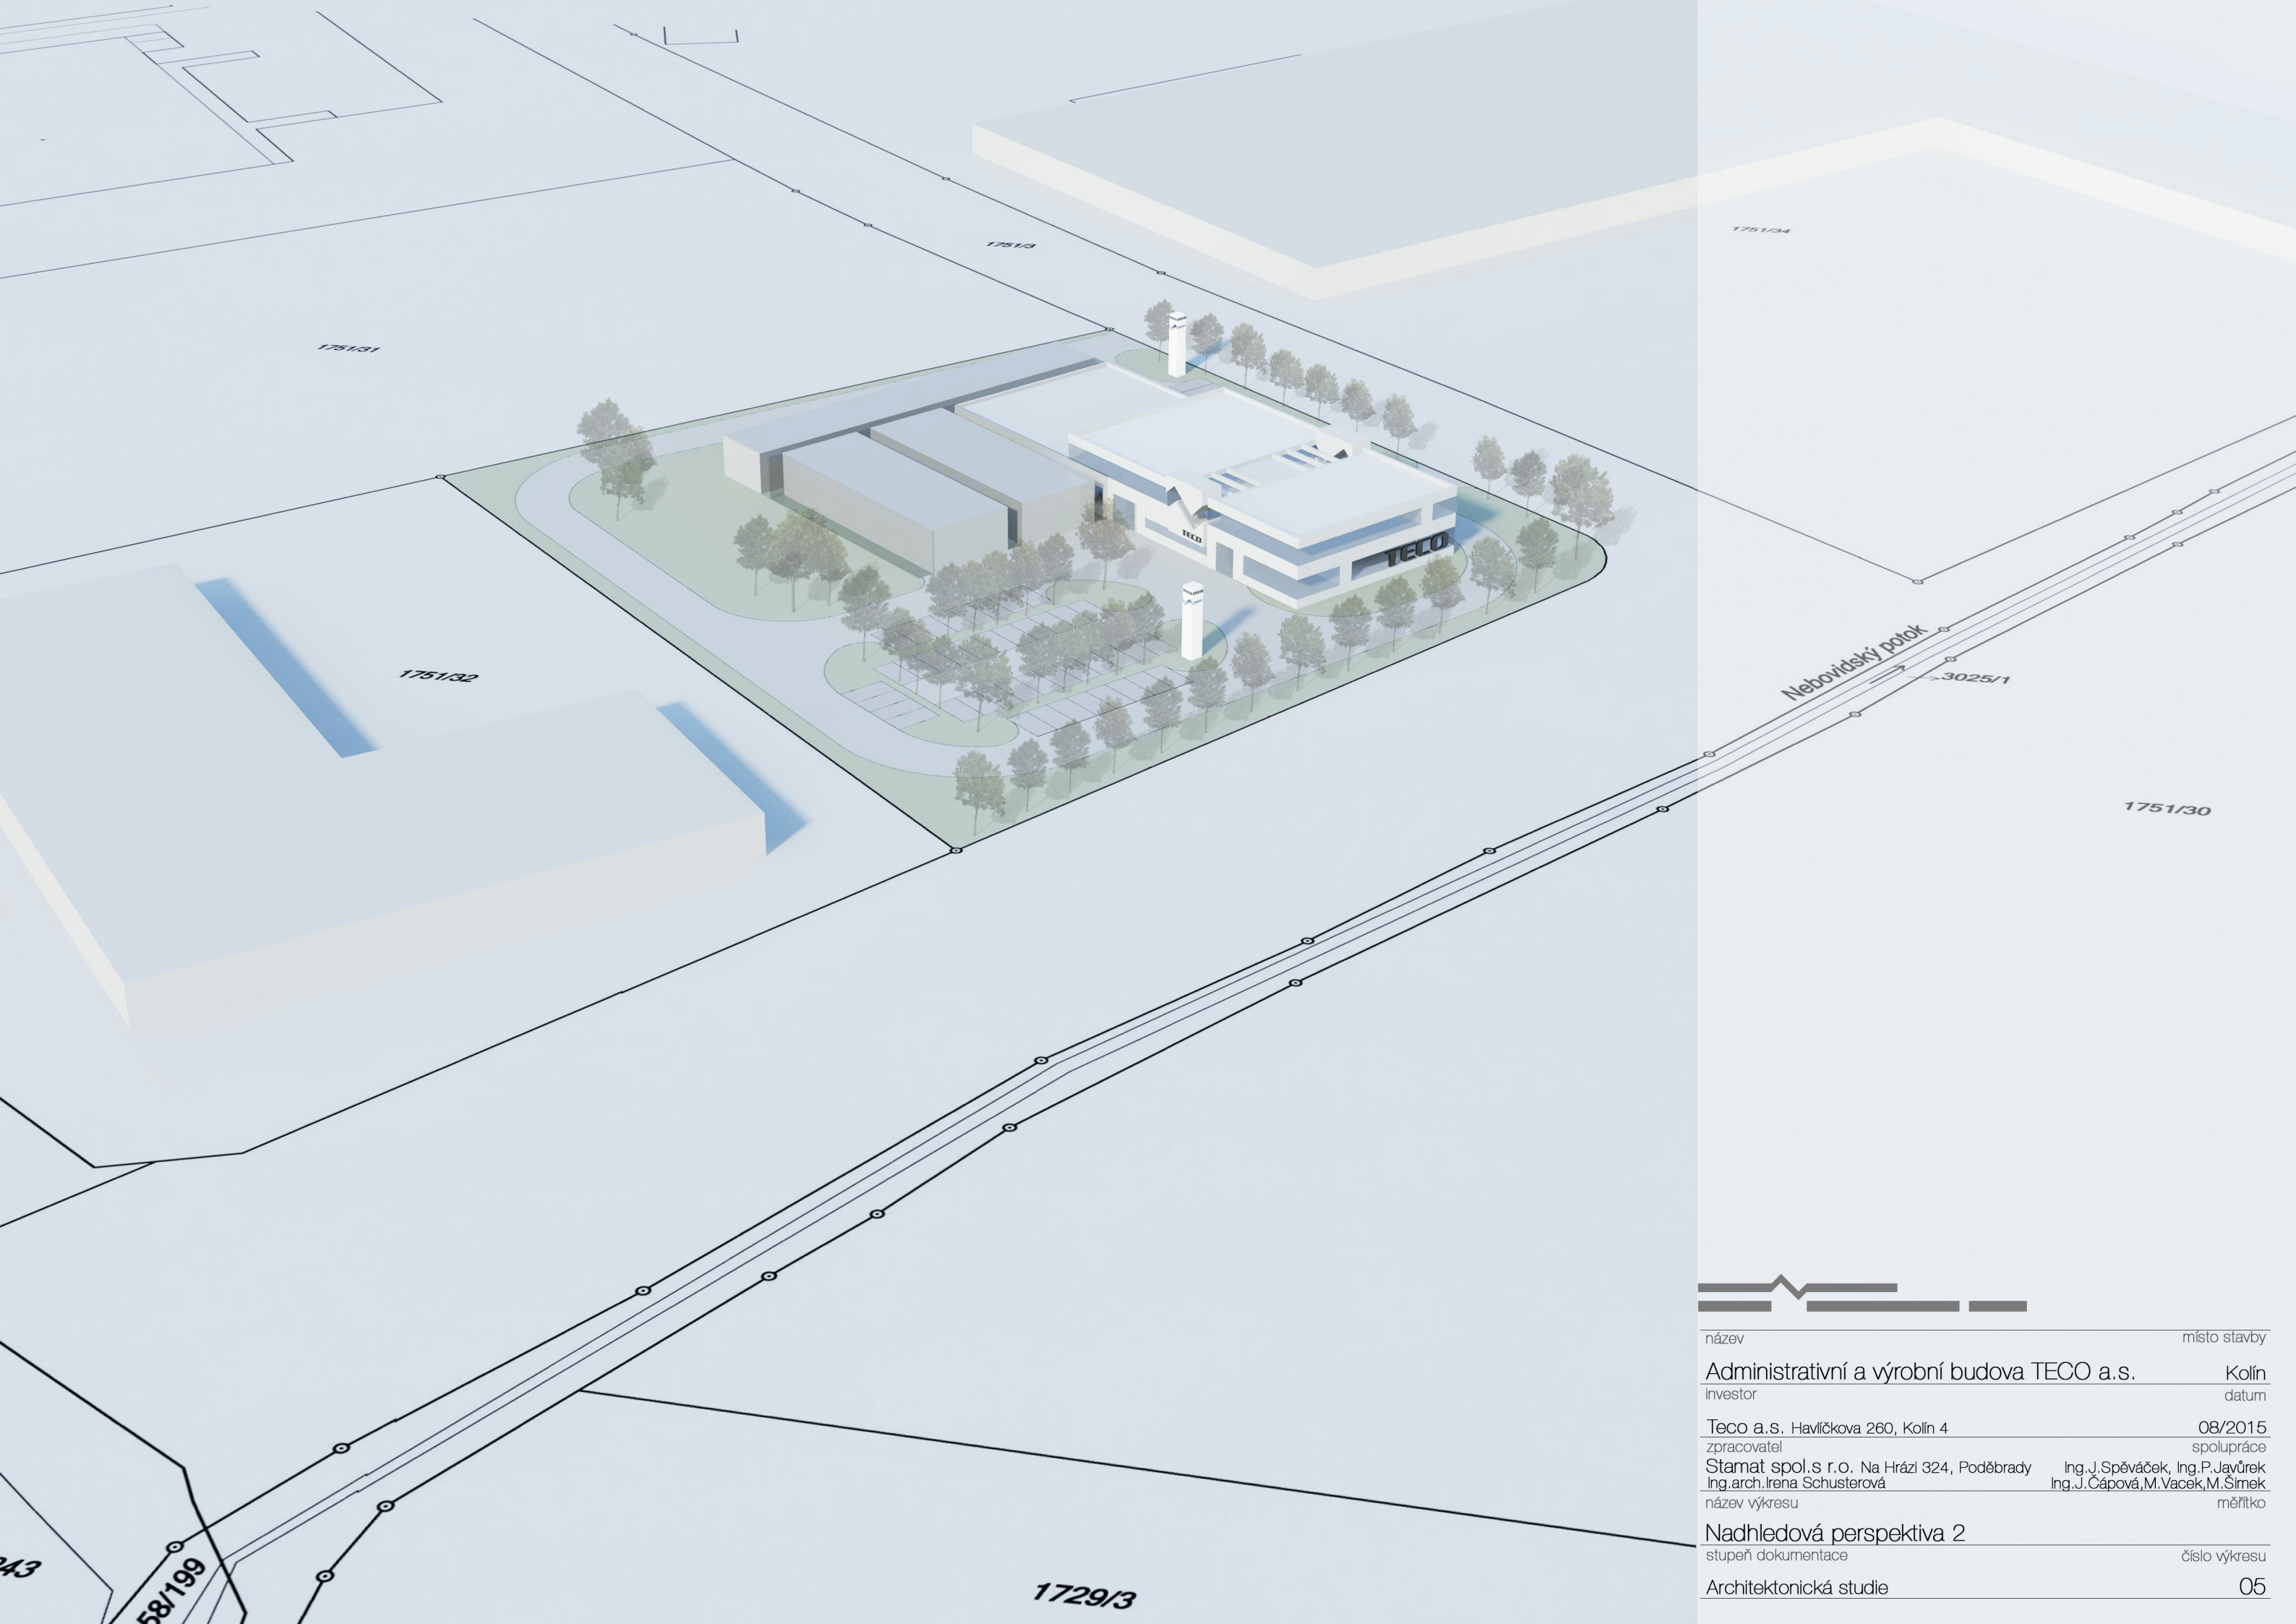 1751/3
1751/34
1751/31
TECO
TECO
1751/32
Nebovidský potok
3025/1
1751/30
58/199
1729/3
název
místo stavby
Administrativní a výrobní budova TECO a.s.
Kolín
investor
datum
Teco a.s. Havlíčkova 260, Kolín 4
08/2015
zpracovatel
spolupráce
Stamat spol.s r.o. Na Hrázi 324, Poděbrady
Ing.J.Spěváček, Ing.P.Javůrek
Ing.arch.Irena Schusterová
Ing.J.Čápová,M.Vacek,M.Šimek
název výkresu
měřítko
Nadhledová perspektiva 2
stupeň dokumentace
číslo výkresu
Architektonická studie
05